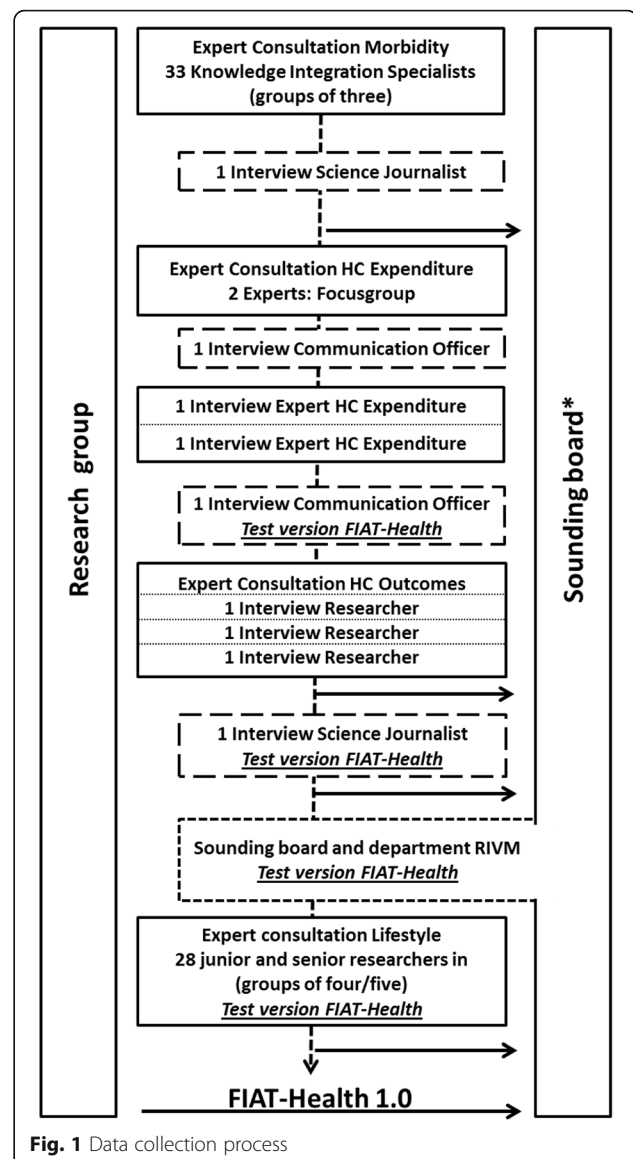 Research group
Expert Consultation Morbidity
33 Knowledge Integration Specialists
(groups of three)
1 Interview Science Journalist
Expert Consultation HC Expenditure
2 Experts: Focusgroup
1 Interview Communication Officer
1 Interview Expert HC Expenditure
1 Interview Expert HC Expenditure
1 Interview Communication Officer
Test version FIAT-Health
Expert Consultation HC Outcomes
1 Interview Researcher
1 Interview Researcher
1 Interview Researcher
1 Interview Science Journalist
Test version FIAT-Health
Sounding board and department RIVM
Test version FIAT-Health
Expert consultation Lifestyle
28 junior and senior researchers in
(groups of four/five)
Test version FIAT-Health
FIAT-Health 1.0
Sounding board*
Fig. 1 Data collection process